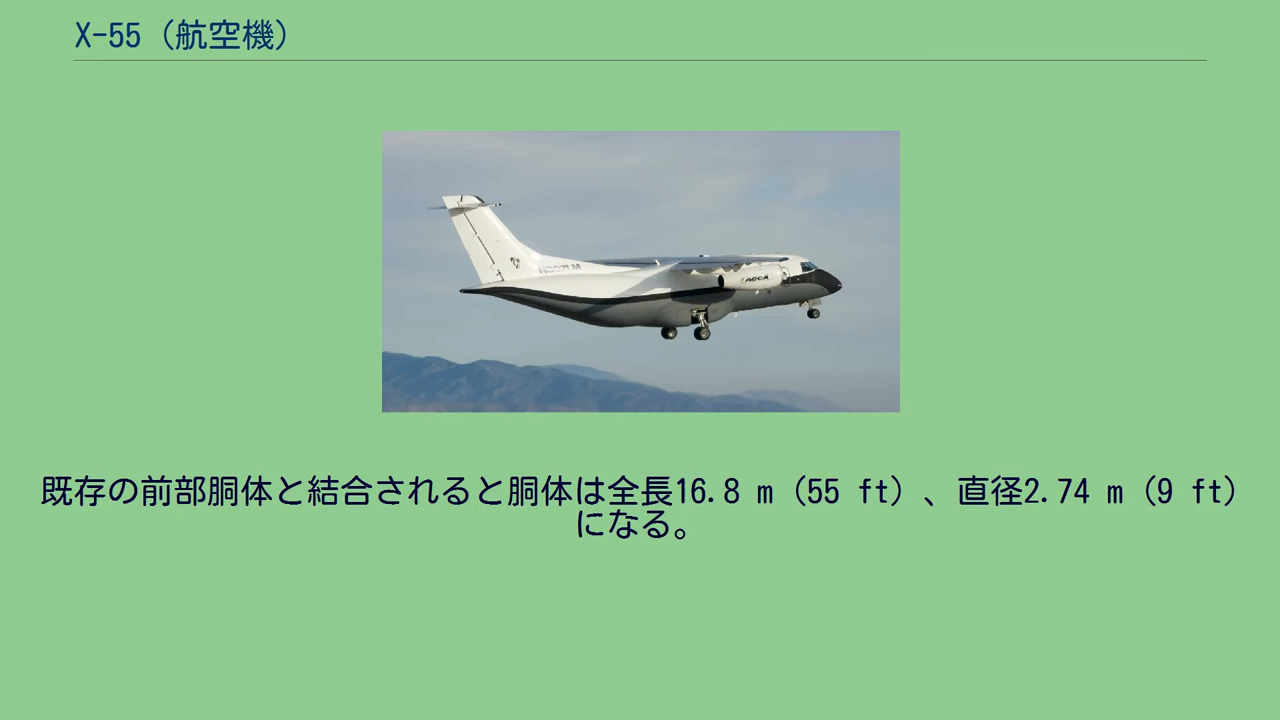 X-55（航空機）
ACCA
既存の前部胴体と結合されると胴体は全長16.8 m（55 ft）、直径2.74 m（9 ft）
になる。